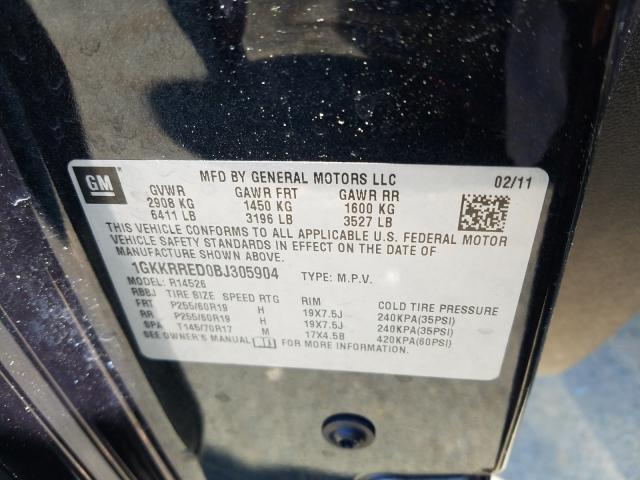 GM
MFD BY GENERAL MOTORS LLC 02/11
GVWR GAWR FRT GAWR RR
2908 KG 1450 KG 1600 KG
6411 LB 3196 LB 3527 LB
THIS VEHICLE CONFORMS TO ALL APPLICABLE U.S. FEDERAL MOTOR
VEHICLE SAFETY STANDARDS IN EFFECT ON THE DATE OF
MANUFACTURE SHOWN ABOVE.
1GKKRRED0BJ305904 TYPE: M.P.V.
MODEL: R14526
RBBJ TIRE SIZE SPEED RTG RIM COLD TIRE PRESSURE
FRT P255/60R19 H 19X7.5J 240KPA(35PSI)
RR P255/60R19 H 19X7.5J 240KPA(35PSI)
SPA T145/70R17 M 17X4.5B 420KPA(60PSI)
SEE OWNER'S MANUAL FOR MORE INFORMATION.